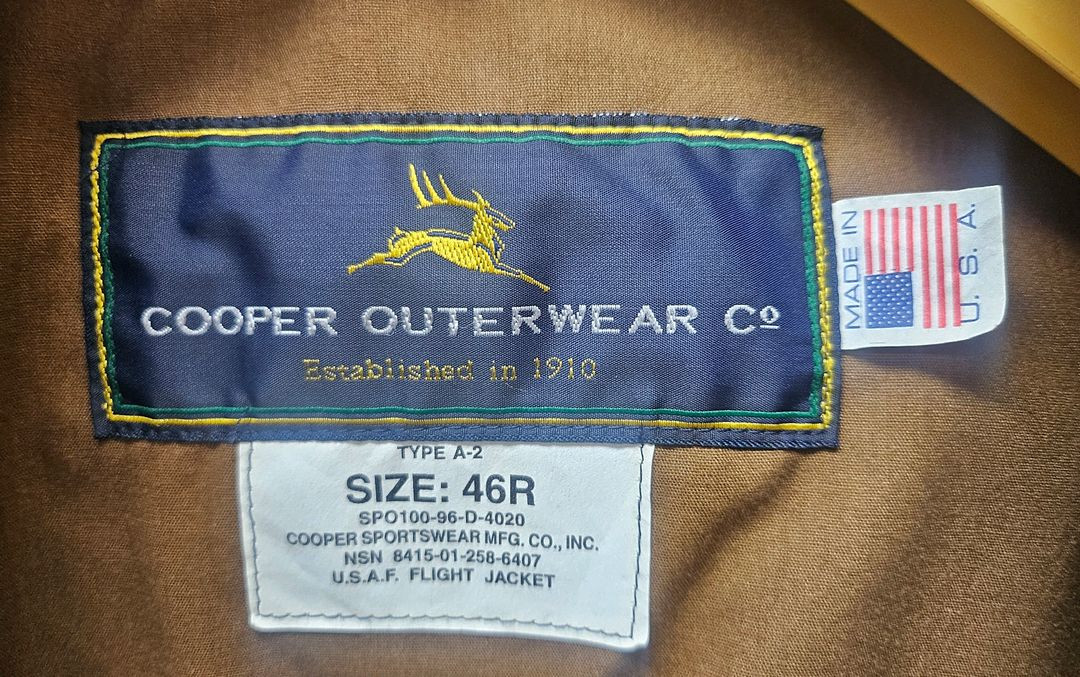 COOPER OUTERWEAR Cº
Established in 1910
MADE IN
U. S. A.
TYPE A-2
SIZE: 46R
SPO100-96-D-4020
COOPER SPORTSWEAR MFG. CO., INC.
NSN 8415-01-258-6407
U.S.A.F. FLIGHT JACKET